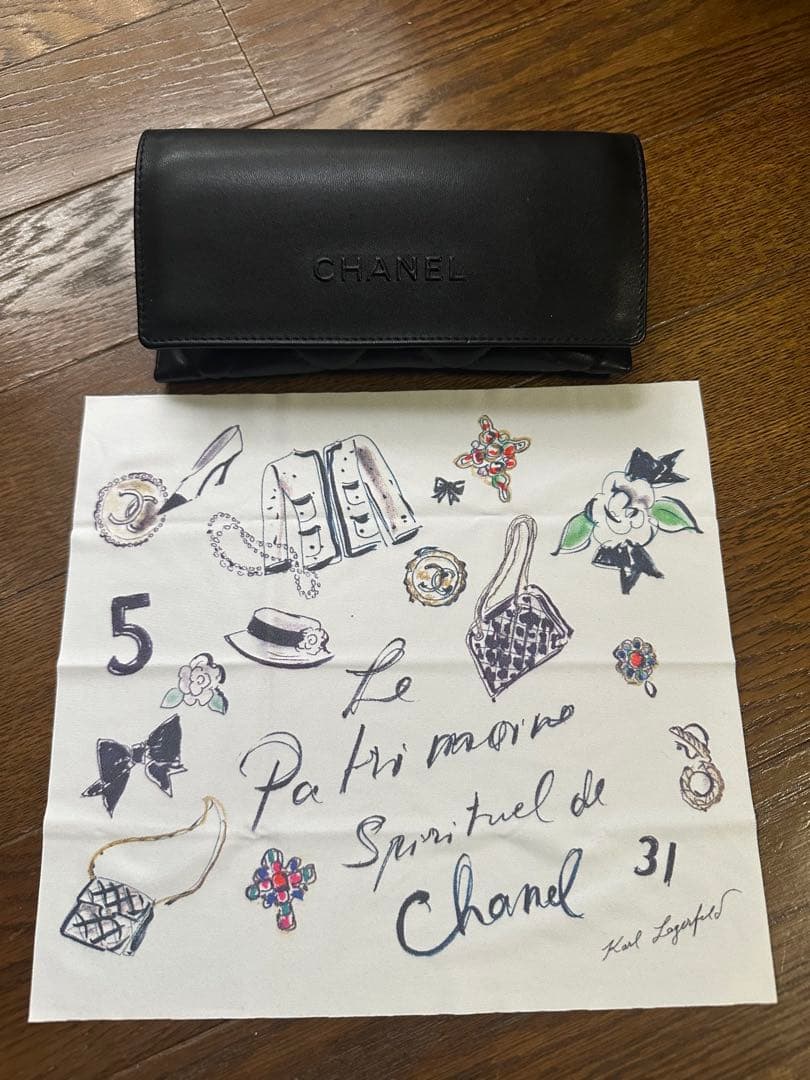 CHANEL
5
Le
Patrimoine
Spirituel de
Chanel
31
Karl Lagerfeld